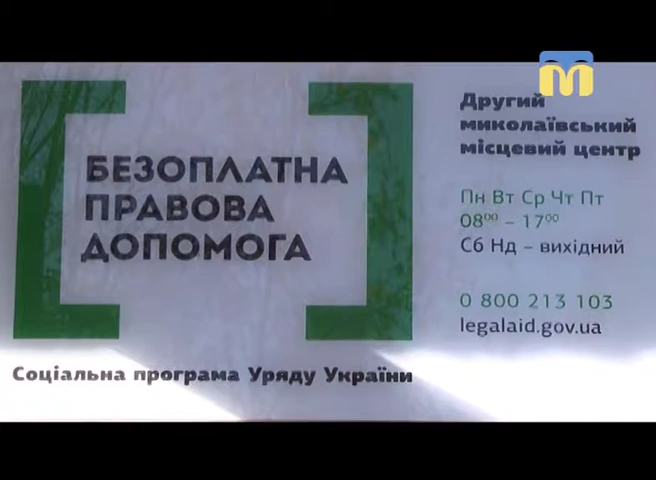 БЕЗОПЛАТНА
ПРАВОВА
ДОПОМОГА
Соціальна програма Уряду України
Другий
миколаївський
місцевий центр
Пн Вт Ср Чт Пт
08⁰⁰ – 17⁰⁰
Сб Нд – вихідний
0 800 213 103
legalaid.gov.ua